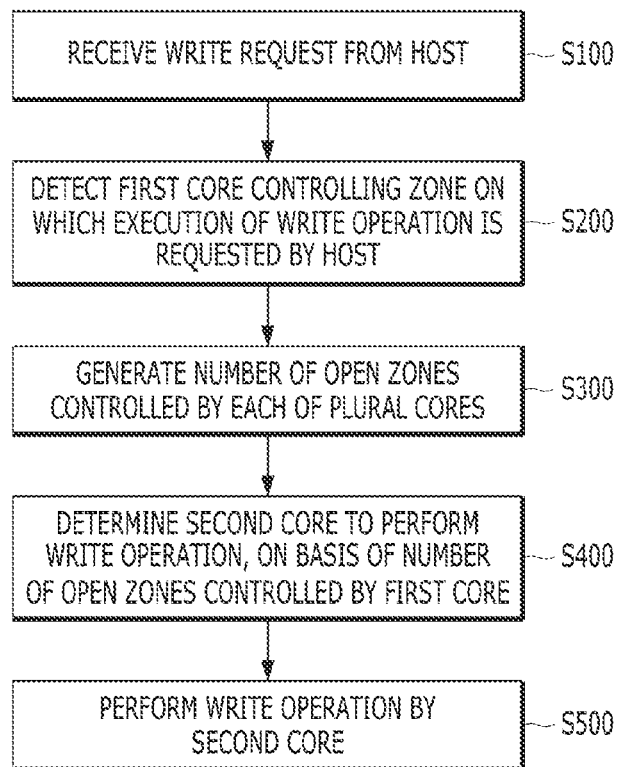 RECEIVE WRITE REQUEST FROM HOST
S100
DETECT FIRST CORE CONTROLLING ZONE ON
WHICH EXECUTION OF WRITE OPERATION IS
REQUESTED BY HOST
S200
GENERATE NUMBER OF OPEN ZONES
CONTROLLED BY EACH OF PLURAL CORES
S300
DETERMINE SECOND CORE TO PERFORM
WRITE OPERATION, ON BASIS OF NUMBER
OF OPEN ZONES CONTROLLED BY FIRST CORE
S400
PERFORM WRITE OPERATION BY
SECOND CORE
S500